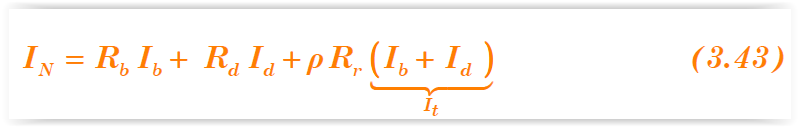 I_N = R_b I_b + R_d I_d + ρ R_r (I_b + I_d) (3.43)
I_t